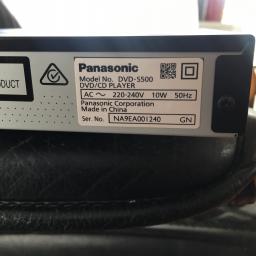 Panasonic
Model No. DVD-S500
DVD/CD PLAYER
AC ~ 220-240V 10W 50Hz
Panasonic Corporation
Made in China
Ser. No. NA9EA001240 GN
PRODUCT